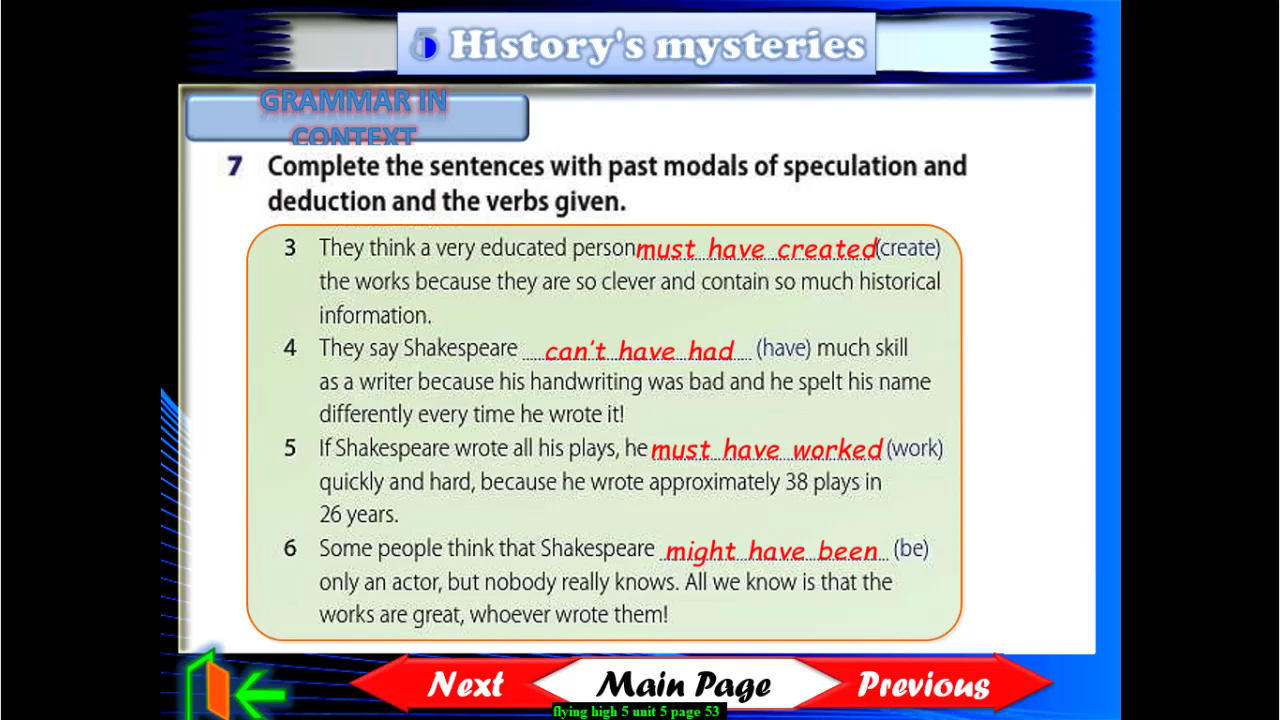 5 History's mysteries
GRAMMAR IN
CONTEXT
7 Complete the sentences with past modals of speculation and
deduction and the verbs given.
3 They think a very educated person must have created (create)
the works because they are so clever and contain so much historical
information.
4 They say Shakespeare can't have had (have) much skill
as a writer because his handwriting was bad and he spelt his name
differently every time he wrote it!
5 If Shakespeare wrote all his plays, he must have worked (work)
quickly and hard, because he wrote approximately 38 plays in
26 years.
6 Some people think that Shakespeare might have been (be)
only an actor, but nobody really knows. All we know is that the
works are great, whoever wrote them!
Next Main Page Previous
flying high 5 unit 5 page 53